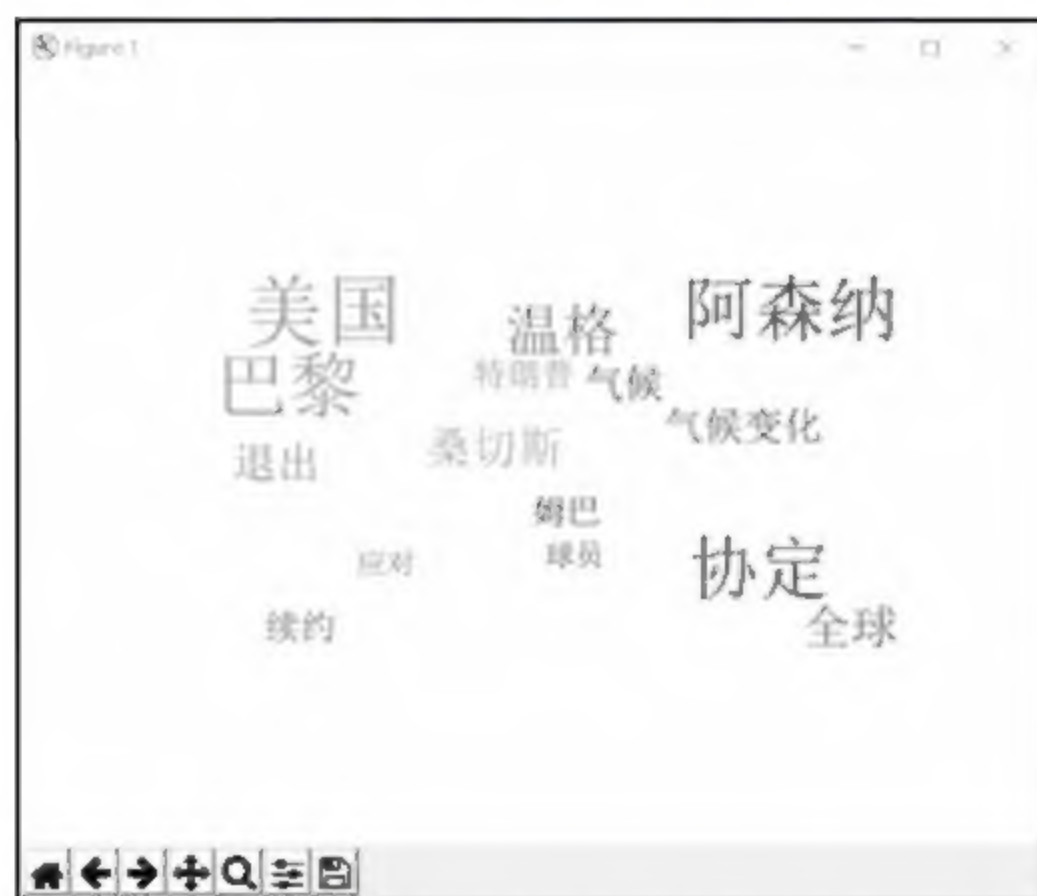 Figure 1
美国
阿森纳
温格
巴黎
特朗普
气候
气候变化
桑切斯
退出
姆巴
球员
应对
协定
续约
全球